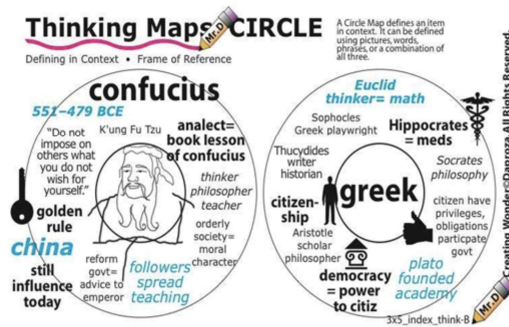 Thinking Maps CIRCLE
Mr.D
A Circle Map defines an item
in context. It can be defined
using pictures, words,
phrases, or a combination of
all three.
Defining in Context • Frame of Reference
confucius
551–479 BCE
"Do not
impose on
others what
you do not
wish for
yourself."
K'ung Fu Tzu
analect=
book lesson
of confucius
thinker
philosopher
teacher
golden
rule
orderly
society=
moral
character
china
still
influence
today
reform
govt=
advice to
emperor
followers
spread
teaching
Euclid
thinker= math
Sophocles
Greek playwright
Hippocrates
= meds
Thucydides
writer
historian
Socrates
philosophy
greek
citizen-
ship
citizen have
privileges,
obligations
particpate
govt
Aristotle
scholar
philosopher
democracy
= power
to citiz
plato
founded
academy
Mr.D
3x5_index_think-B
Creating Wonder©Danroza All Rights Reserved.